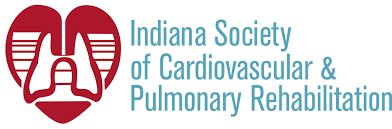 Indiana Society
of Cardiovascular &
Pulmonary Rehabilitation